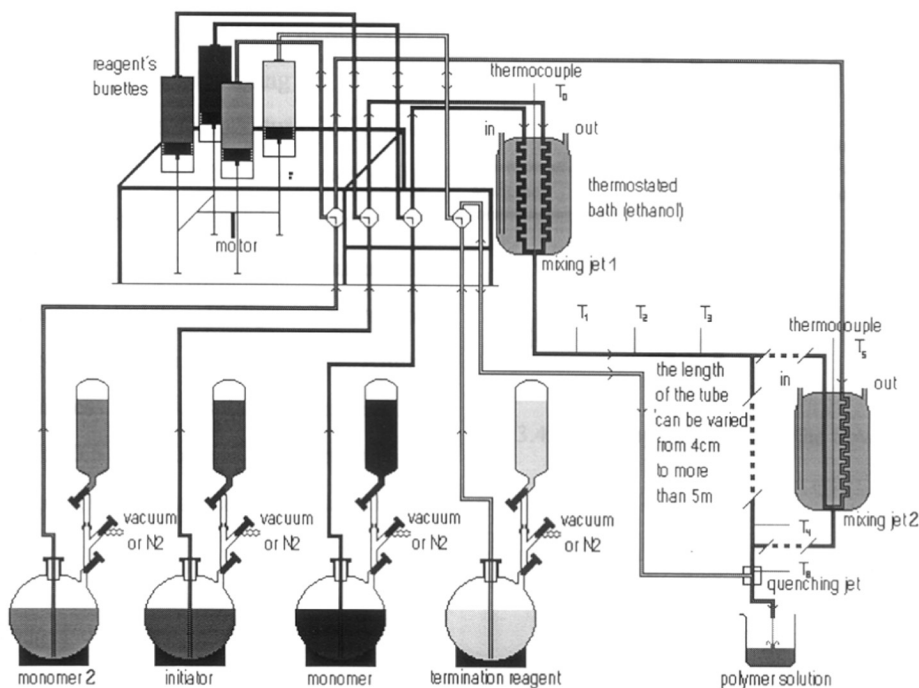 reagent's
burettes
motor
thermocouple
T0
in
out
thermostated
bath (ethanol)
mixing jet 1
T1
T2
T3
thermocouple
T5
in
out
the length
of the tube
can be varied
from 4cm
to more
than 5m
mixing jet 2
T4
T6
quenching jet
vacuum
or N2
vacuum
or N2
vacuum
or N2
vacuum
or N2
monomer 2
initiator
monomer
termination reagent
polymer solution